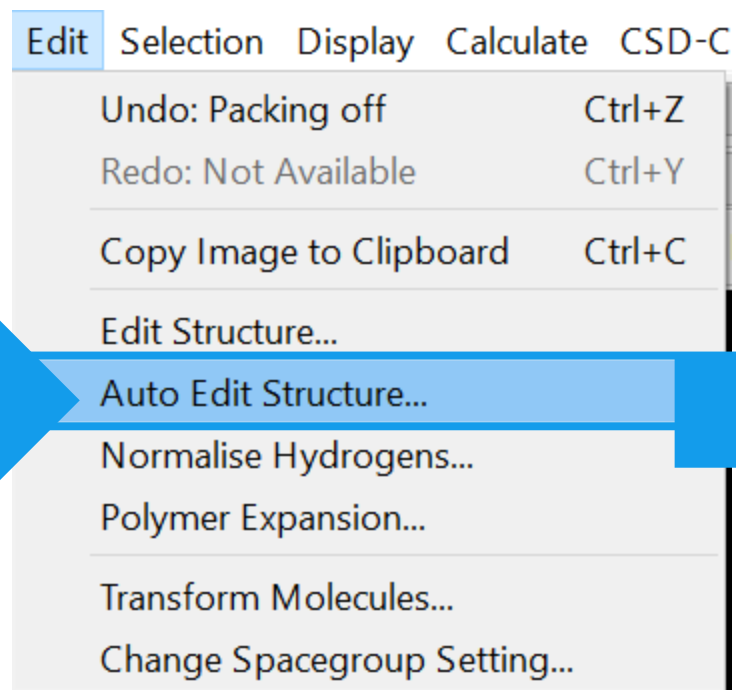 Edit Selection Display Calculate CSD-C
Undo: Packing off Ctrl+Z
Redo: Not Available Ctrl+Y
Copy Image to Clipboard Ctrl+C
Edit Structure...
Auto Edit Structure...
Normalise Hydrogens...
Polymer Expansion...
Transform Molecules...
Change Spacegroup Setting...